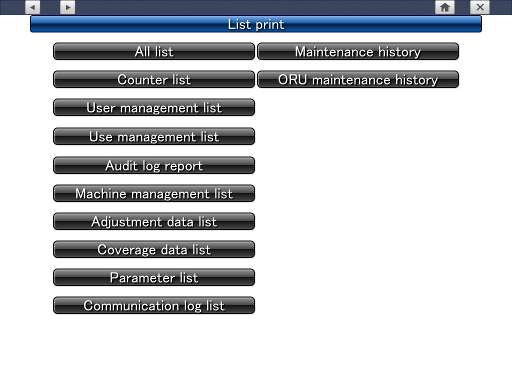 List print
All list
Maintenance history
Counter list
ORU maintenance history
User management list
Use management list
Audit log report
Machine management list
Adjustment data list
Coverage data list
Parameter list
Communication log list